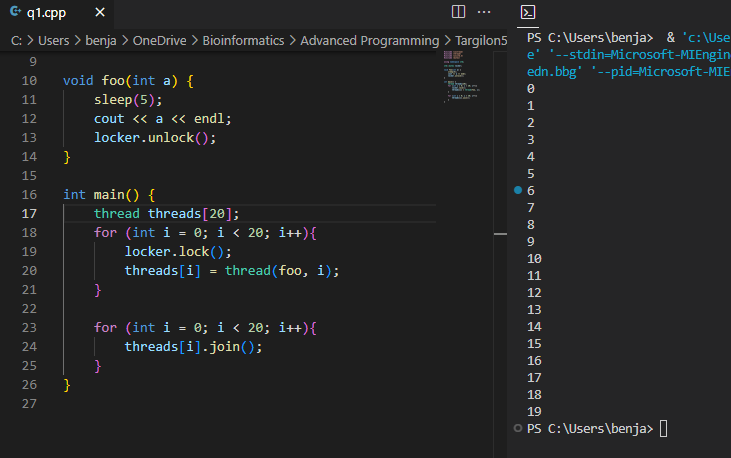 q1.cpp
C: > Users > benja > OneDrive > Bioinformatics > Advanced Programming > Targilon5
9
10 void foo(int a) {
11 sleep(5);
12 cout << a << endl;
13 locker.unlock();
14 }
15
16 int main() {
17 thread threads[20];
18 for (int i = 0; i < 20; i++){
19 locker.lock();
20 threads[i] = thread(foo, i);
21 }
22
23 for (int i = 0; i < 20; i++){
24 threads[i].join();
25 }
26 }
27
PS C:\Users\benja> & 'c:\Use
e' '--stdin=Microsoft-MIEngin
edn.bbg' '--pid=Microsoft-MIE
0
1
2
3
4
5
6
7
8
9
10
11
12
13
14
15
16
17
18
19
PS C:\Users\benja>